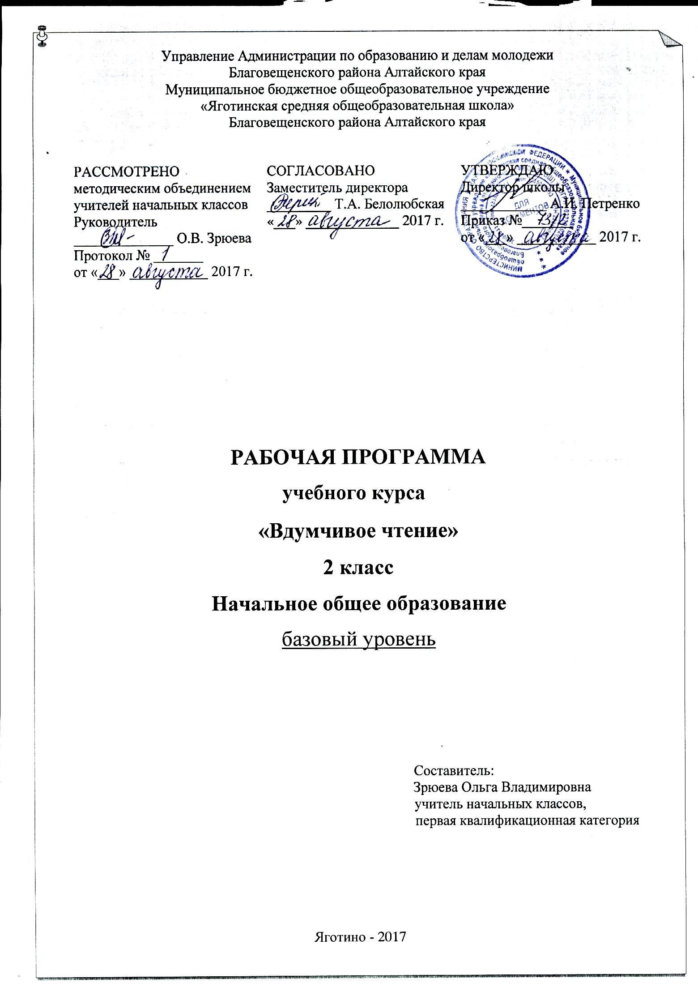 Управление Администрации по образованию и делам молодежи
Благовещенского района Алтайского края
Муниципальное бюджетное общеобразовательное учреждение
«Яготинская средняя общеобразовательная школа»
Благовещенского района Алтайского края
РАССМОТРЕНО
методическим объединением
учителей начальных классов
Руководитель
О.В. Зрюева
Протокол № 1
от «28» августа 2017 г.
СОГЛАСОВАНО
Заместитель директора
Т.А. Белолюбская
«28» августа 2017 г.
УТВЕРЖДАЮ
Директор школы
А.И. Петренко
Приказ № 73/2
от «28» августа 2017 г.
ДЛЯ
ДОКУМЕНТОВ
РАБОЧАЯ ПРОГРАММА
учебного курса
«Вдумчивое чтение»
2 класс
Начальное общее образование
базовый уровень
Составитель:
Зрюева Ольга Владимировна
учитель начальных классов,
первая квалификационная категория
Яготино - 2017